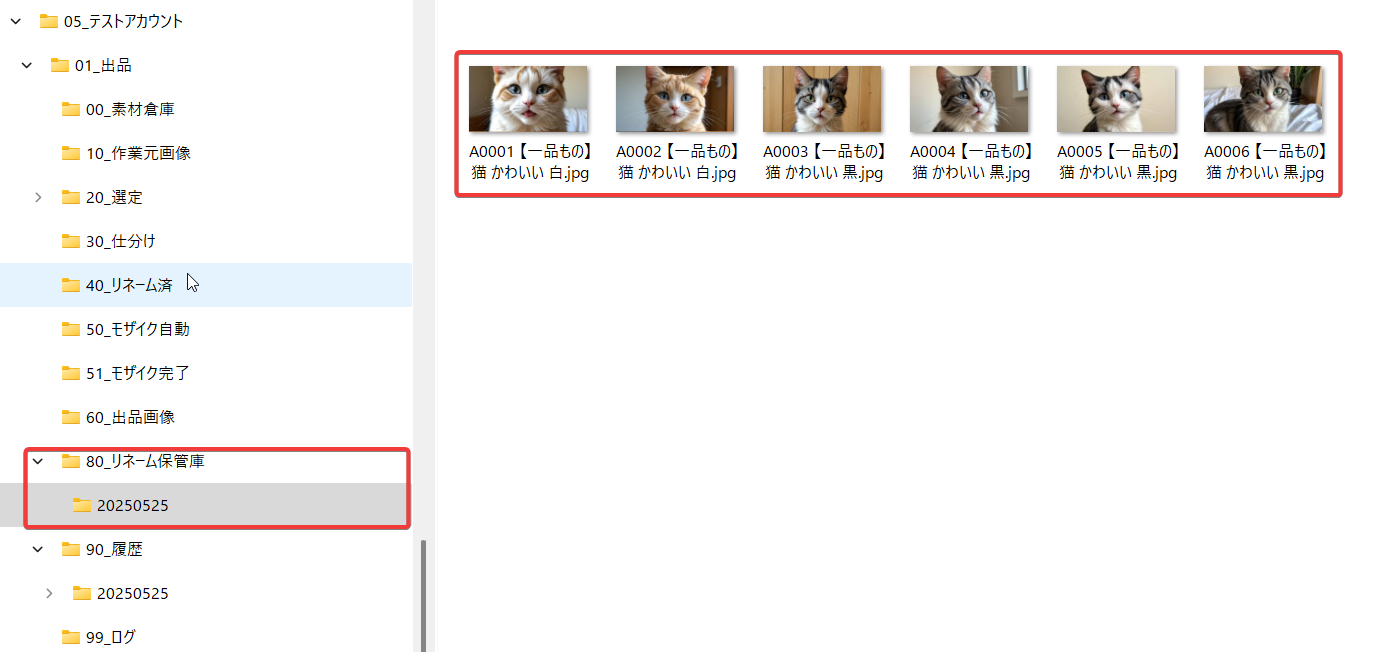 05_テストアカウント
01_出品
00_素材倉庫
10_作業元画像
20_選定
30_仕分け
40_リネーム済
50_モザイク自動
51_モザイク完了
60_出品画像
80_リネーム保管庫
20250525
90_履歴
20250525
99_ログ
A0001【一品もの】
猫 かわいい 白.jpg
A0002【一品もの】
猫 かわいい 白.jpg
A0003【一品もの】
猫 かわいい 黒.jpg
A0004【一品もの】
猫 かわいい 黒.jpg
A0005【一品もの】
猫 かわいい 黒.jpg
A0006【一品もの】
猫 かわいい 黒.jpg